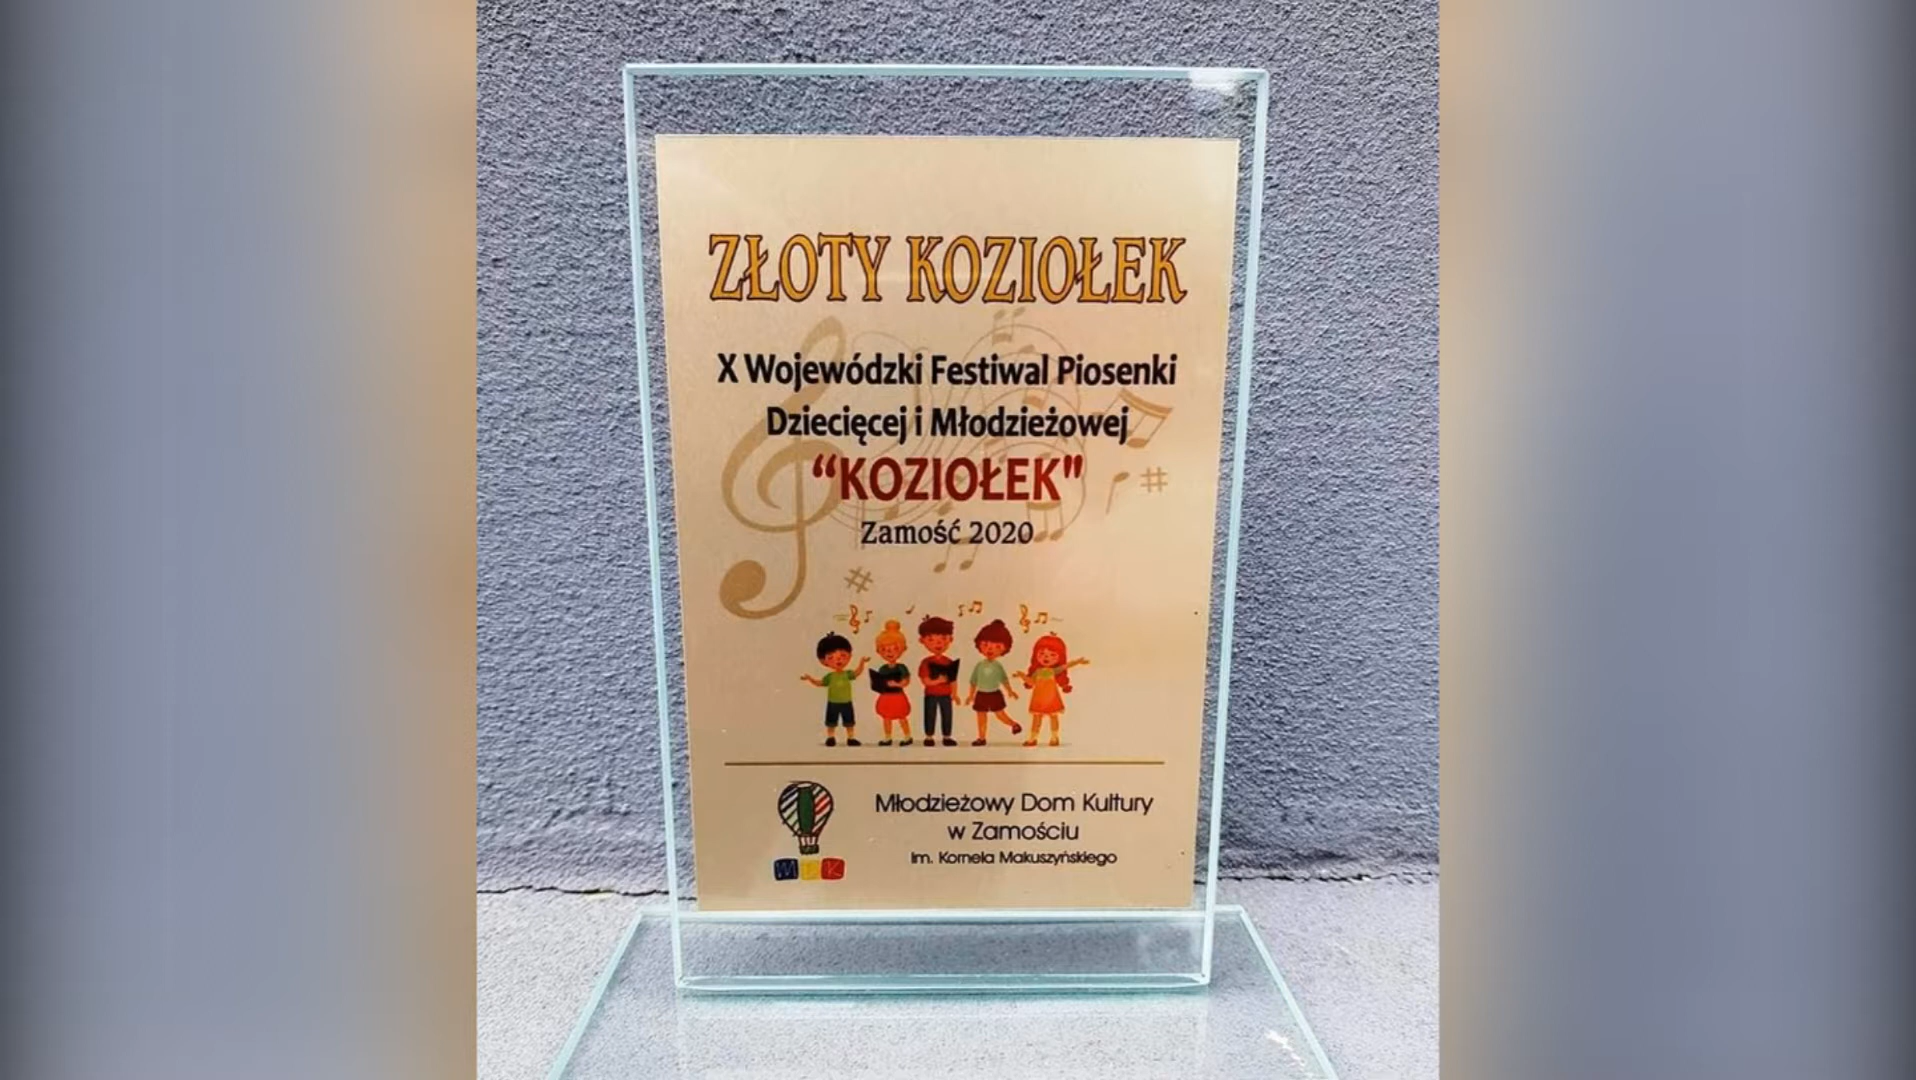 ZŁOTY KOZIOŁEK
X Wojewódzki Festiwal Piosenki
Dziecięcej i Młodzieżowej
“KOZIOŁEK"
Zamość 2020
Młodzieżowy Dom Kultury
w Zamościu
im. Kornela Makuszyńskiego
MDK